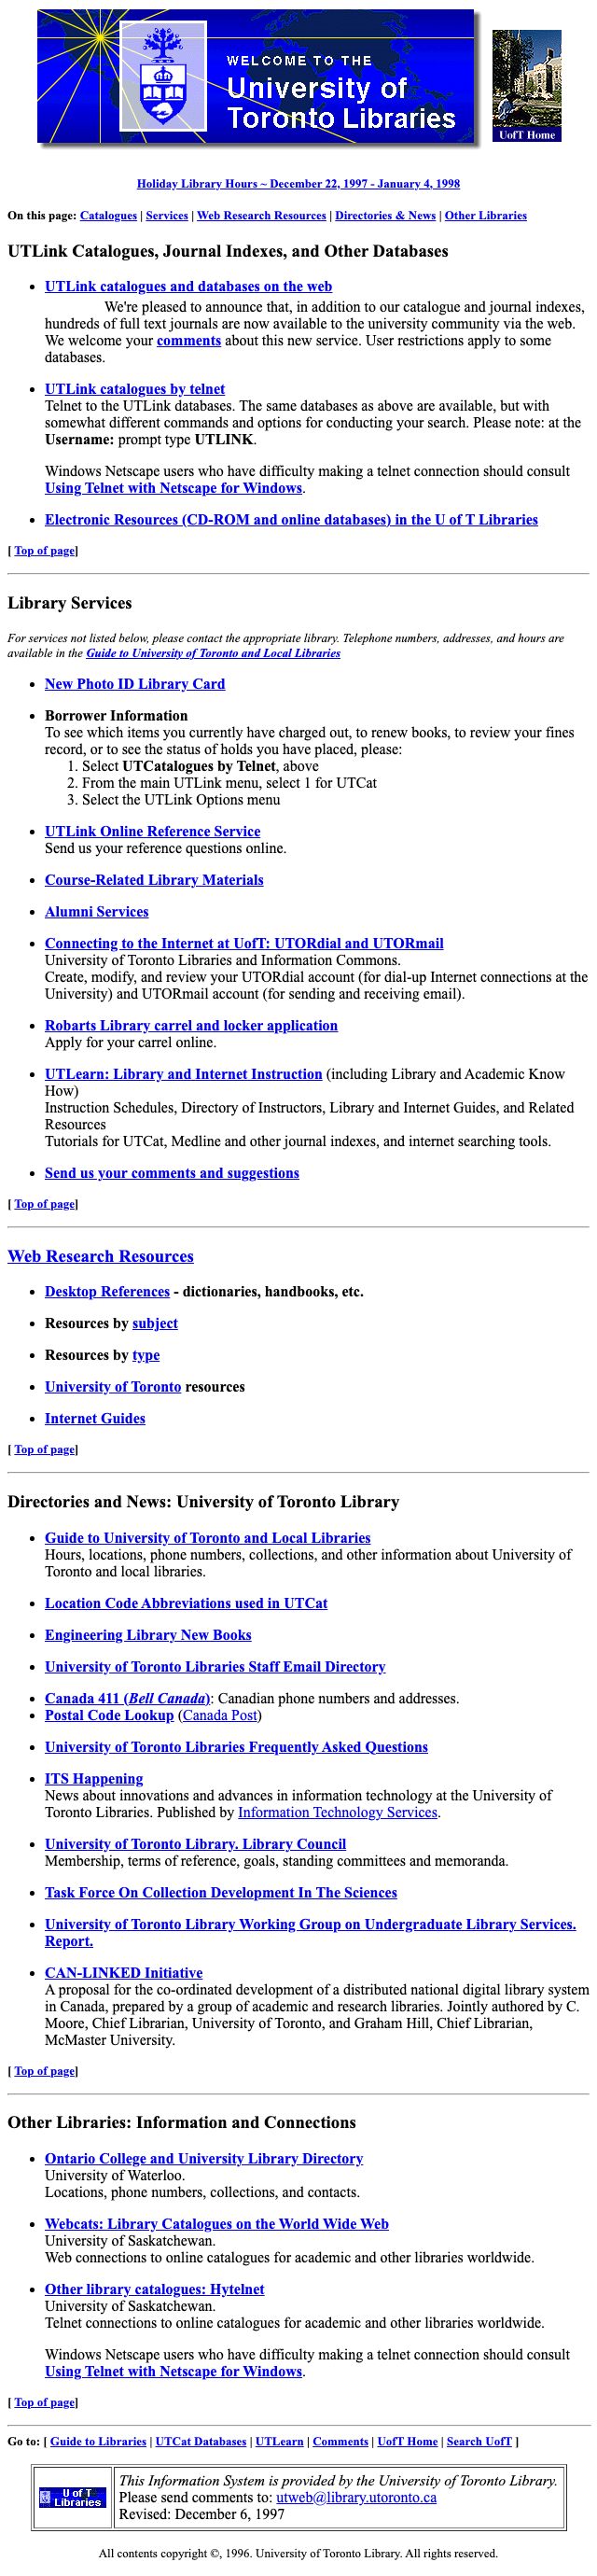 WELCOME TO THE
University of
Toronto Libraries
UofT Home
Holiday Library Hours ~ December 22, 1997 - January 4, 1998
On this page: Catalogues | Services | Web Research Resources | Directories & News | Other Libraries
UTLink Catalogues, Journal Indexes, and Other Databases
• UTLink catalogues and databases on the web
We're pleased to announce that, in addition to our catalogue and journal indexes,
hundreds of full text journals are now available to the university community via the web.
We welcome your comments about this new service. User restrictions apply to some
databases.
• UTLink catalogues by telnet
Telnet to the UTLink databases. The same databases as above are available, but with
somewhat different commands and options for conducting your search. Please note: at the
Username: prompt type UTLINK.
Windows Netscape users who have difficulty making a telnet connection should consult
Using Telnet with Netscape for Windows.
• Electronic Resources (CD-ROM and online databases) in the U of T Libraries
[ Top of page]
Library Services
For services not listed below, please contact the appropriate library. Telephone numbers, addresses, and hours are
available in the Guide to University of Toronto and Local Libraries
• New Photo ID Library Card
• Borrower Information
To see which items you currently have charged out, to renew books, to review your fines
record, or to see the status of holds you have placed, please:
1. Select UTCatalogues by Telnet, above
2. From the main UTLink menu, select 1 for UTCat
3. Select the UTLink Options menu
• UTLink Online Reference Service
Send us your reference questions online.
• Course-Related Library Materials
• Alumni Services
• Connecting to the Internet at UofT: UTORdial and UTORmail
University of Toronto Libraries and Information Commons.
Create, modify, and review your UTORdial account (for dial-up Internet connections at the
University) and UTORmail account (for sending and receiving email).
• Robarts Library carrel and locker application
Apply for your carrel online.
• UTLearn: Library and Internet Instruction (including Library and Academic Know
How)
Instruction Schedules, Directory of Instructors, Library and Internet Guides, and Related
Resources
Tutorials for UTCat, Medline and other journal indexes, and internet searching tools.
• Send us your comments and suggestions
[ Top of page]
Web Research Resources
• Desktop References - dictionaries, handbooks, etc.
• Resources by subject
• Resources by type
• University of Toronto resources
• Internet Guides
[ Top of page]
Directories and News: University of Toronto Library
• Guide to University of Toronto and Local Libraries
Hours, locations, phone numbers, collections, and other information about University of
Toronto and local libraries.
• Location Code Abbreviations used in UTCat
• Engineering Library New Books
• University of Toronto Libraries Staff Email Directory
• Canada 411 (Bell Canada): Canadian phone numbers and addresses.
• Postal Code Lookup (Canada Post)
• University of Toronto Libraries Frequently Asked Questions
• ITS Happening
News about innovations and advances in information technology at the University of
Toronto Libraries. Published by Information Technology Services.
• University of Toronto Library. Library Council
Membership, terms of reference, goals, standing committees and memoranda.
• Task Force On Collection Development In The Sciences
• University of Toronto Library Working Group on Undergraduate Library Services.
Report.
• CAN-LINKED Initiative
A proposal for the co-ordinated development of a distributed national digital library system
in Canada, prepared by a group of academic and research libraries. Jointly authored by C.
Moore, Chief Librarian, University of Toronto, and Graham Hill, Chief Librarian,
McMaster University.
[ Top of page]
Other Libraries: Information and Connections
• Ontario College and University Library Directory
University of Waterloo.
Locations, phone numbers, collections, and contacts.
• Webcats: Library Catalogues on the World Wide Web
University of Saskatchewan.
Web connections to online catalogues for academic and other libraries worldwide.
• Other library catalogues: Hytelnet
University of Saskatchewan.
Telnet connections to online catalogues for academic and other libraries worldwide.
Windows Netscape users who have difficulty making a telnet connection should consult
Using Telnet with Netscape for Windows.
[ Top of page]
Go to: [ Guide to Libraries | UTCat Databases | UTLearn | Comments | UofT Home | Search UofT ]
U of T
Libraries
This Information System is provided by the University of Toronto Library.
Please send comments to: utweb@library.utoronto.ca
Revised: December 6, 1997
All contents copyright ©, 1996. University of Toronto Library. All rights reserved.